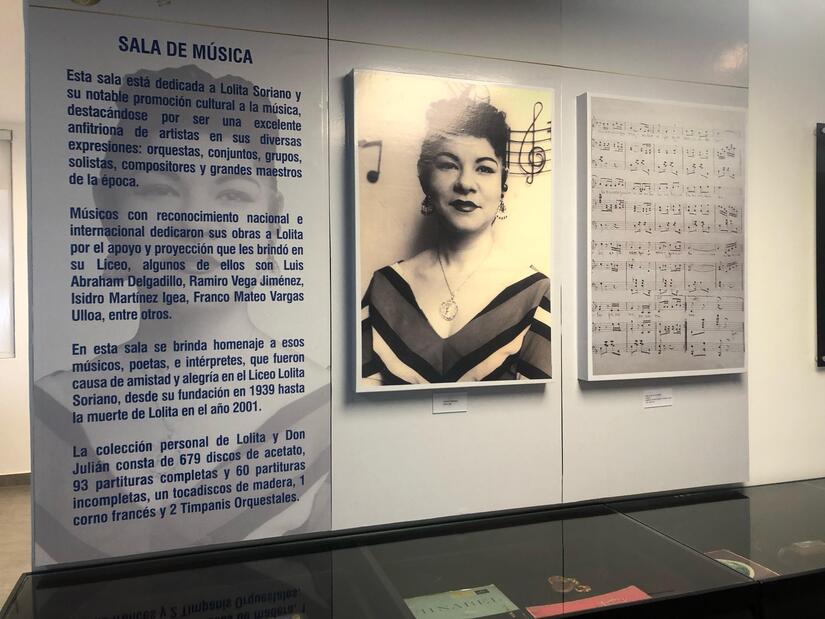 SALA DE MÚSICA
Esta sala está dedicada a Lolita Soriano y
su notable promoción cultural a la música,
destacándose por ser una excelente
anfitriona de artistas en sus diversas
expresiones: orquestas, conjuntos, grupos,
solistas, compositores y grandes maestros
de la época.
Músicos con reconocimiento nacional e
internacional dedicaron sus obras a Lolita
por el apoyo y proyección que les brindó en
su Liceo, algunos de ellos son Luis
Abraham Delgadillo, Ramiro Vega Jiménez,
Isidro Martínez Igea, Franco Mateo Vargas
Ulloa, entre otros.
En esta sala se brinda homenaje a esos
músicos, poetas, e intérpretes, que fueron
causa de amistad y alegría en el Liceo Lolita
Soriano, desde su fundación en 1939 hasta
la muerte de Lolita en el año 2001.
La colección personal de Lolita y Don
Julián consta de 679 discos de acetato,
93 partituras completas y 60 partituras
incompletas, un tocadiscos de madera, 1
corno francés y 2 Timpanis Orquestales.